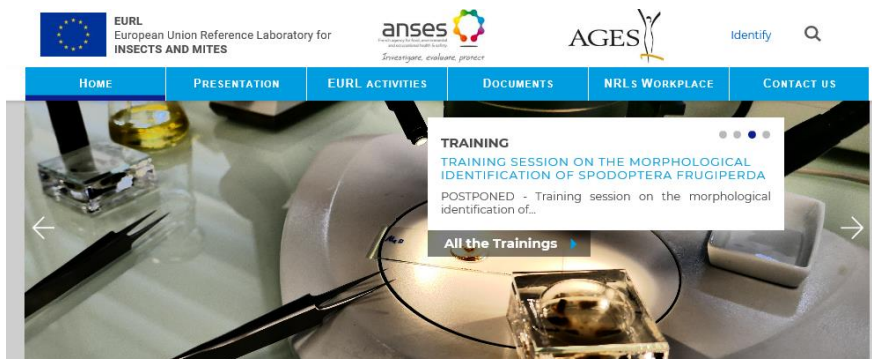 EURL
European Union Reference Laboratory for
INSECTS AND MITES
anses
Investigate, evaluate, protect
AGES
Identify
HOME
PRESENTATION
EURL ACTIVITIES
DOCUMENTS
NRLS WORKPLACE
CONTACT US
TRAINING
TRAINING SESSION ON THE MORPHOLOGICAL
IDENTIFICATION OF SPODOPTERA FRUGIPERDA
POSTPONED - Training session on the morphological
identification of...
All the Trainings